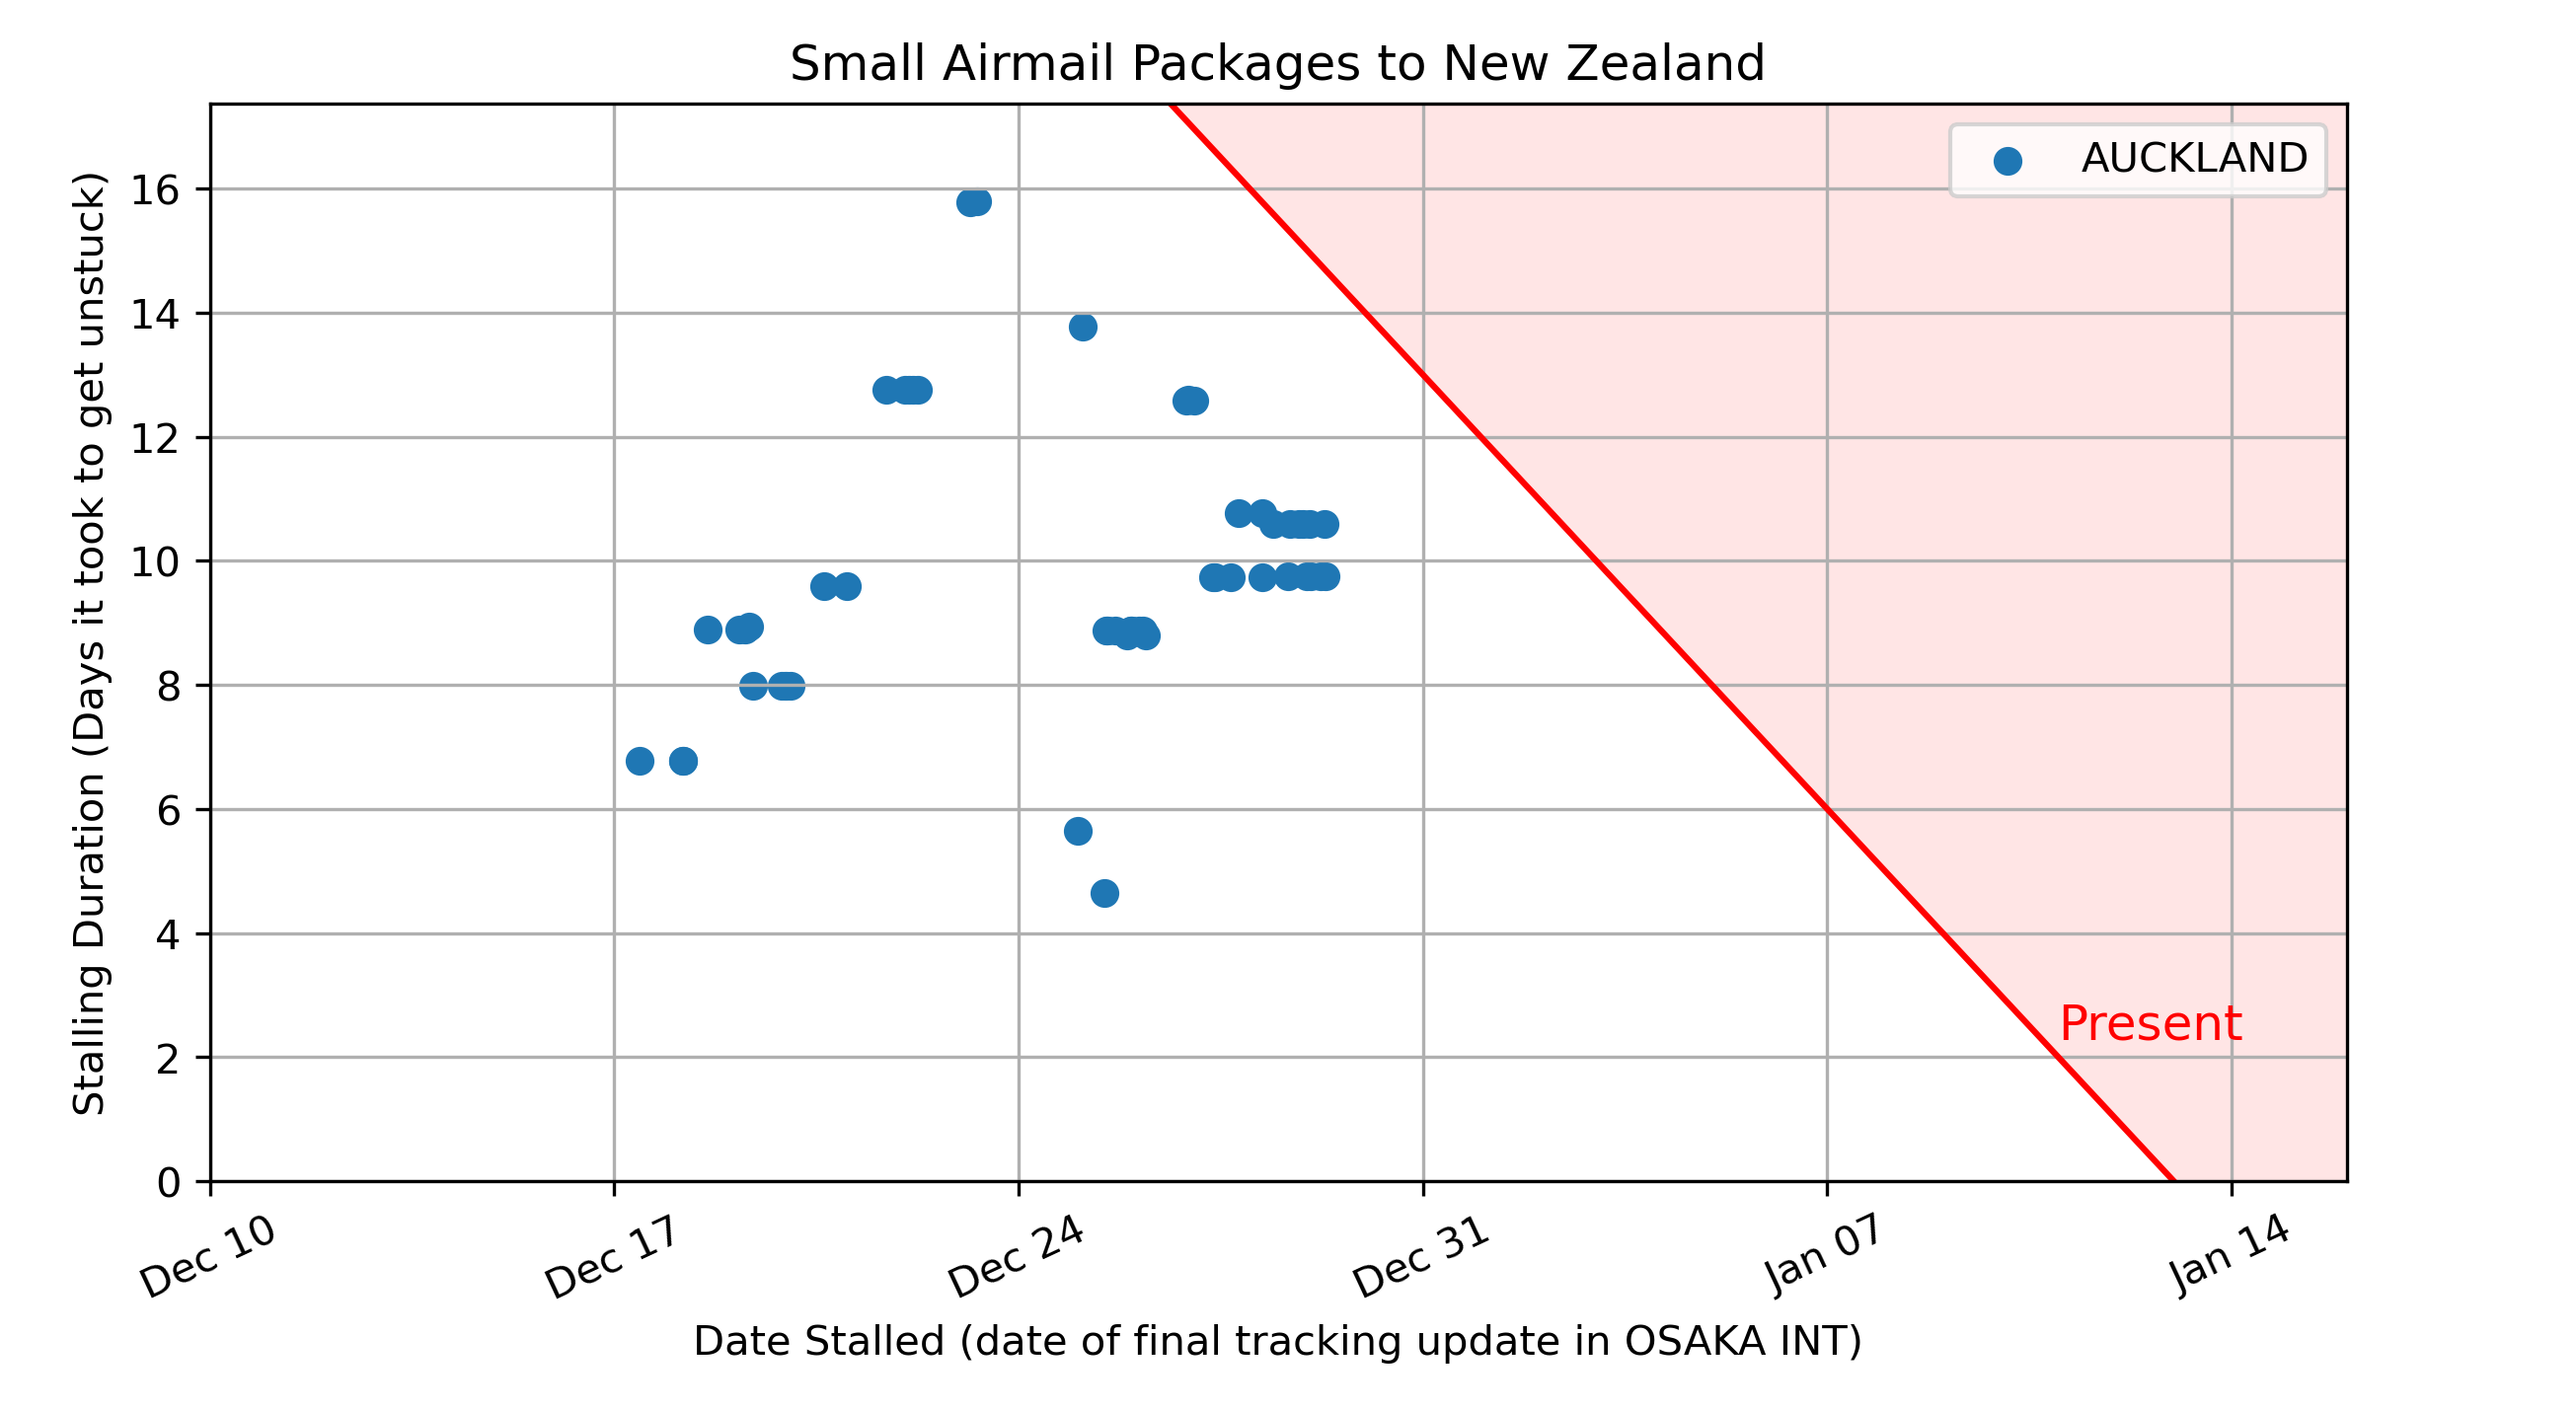 Small Airmail Packages to New Zealand
AUCKLAND
Stalling Duration (Days it took to get unstuck)
16
14
12
10
8
6
4
2
0
Present
Dec 10
Dec 17
Dec 24
Dec 31
Jan 07
Jan 14
Date Stalled (date of final tracking update in OSAKA INT)